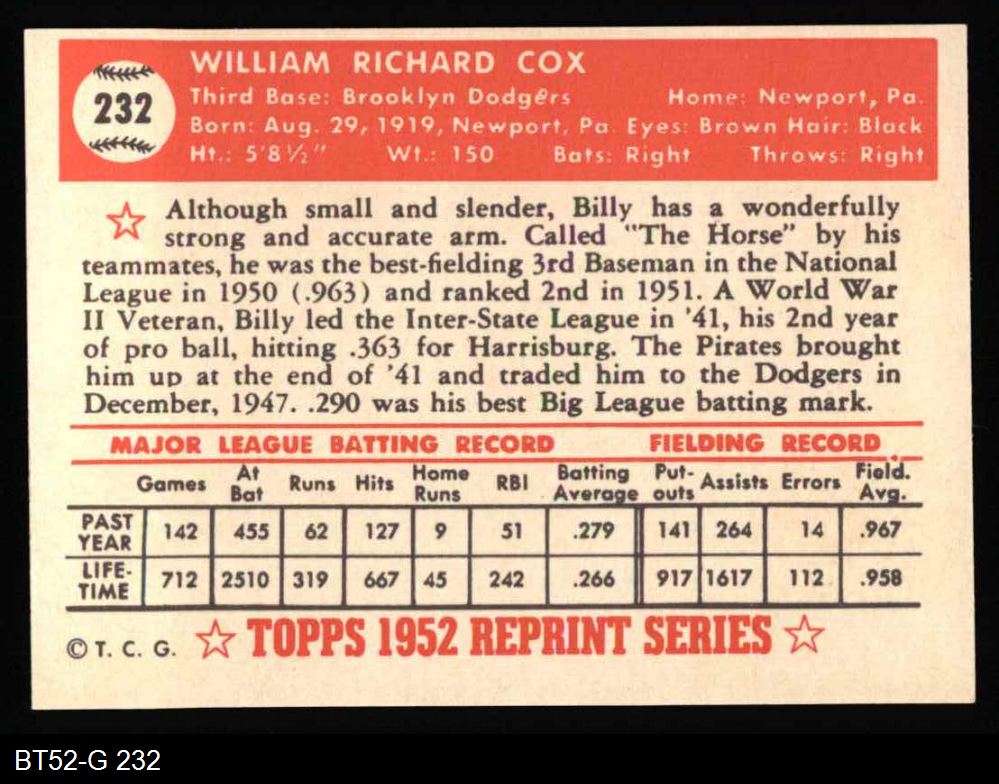 232
WILLIAM RICHARD COX
Third Base: Brooklyn Dodgers Home: Newport, Pa.
Born: Aug. 29, 1919, Newport, Pa. Eyes: Brown Hair: Black
Ht.: 5'8½" Wt.: 150 Bats: Right Throws: Right
Although small and slender, Billy has a wonderfully
strong and accurate arm. Called "The Horse" by his
teammates, he was the best-fielding 3rd Baseman in the National
League in 1950 (.963) and ranked 2nd in 1951. A World War
II Veteran, Billy led the Inter-State League in '41, his 2nd year
of pro ball, hitting .363 for Harrisburg. The Pirates brought
him up at the end of '41 and traded him to the Dodgers in
December, 1947. .290 was his best Big League batting mark.
MAJOR LEAGUE BATTING RECORD FIELDING RECORD
Games At Bat Runs Hits Home Runs RBI Batting Average Put-outs Assists Errors Field. Avg.
PAST YEAR 142 455 62 127 9 51 .279 141 264 14 .967
LIFE-TIME 712 2510 319 667 45 242 .266 917 1617 112 .958
© T. C. G. TOPPS 1952 REPRINT SERIES
BT52-G 232